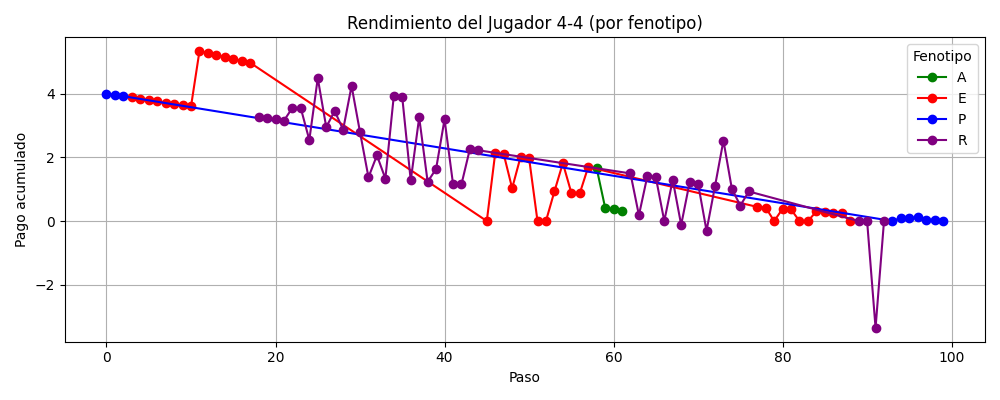 Rendimiento del Jugador 4-4 (por fenotipo)
Pago acumulado
4
2
0
−2
Fenotipo
A
E
P
R
0 20 40 60 80 100
Paso